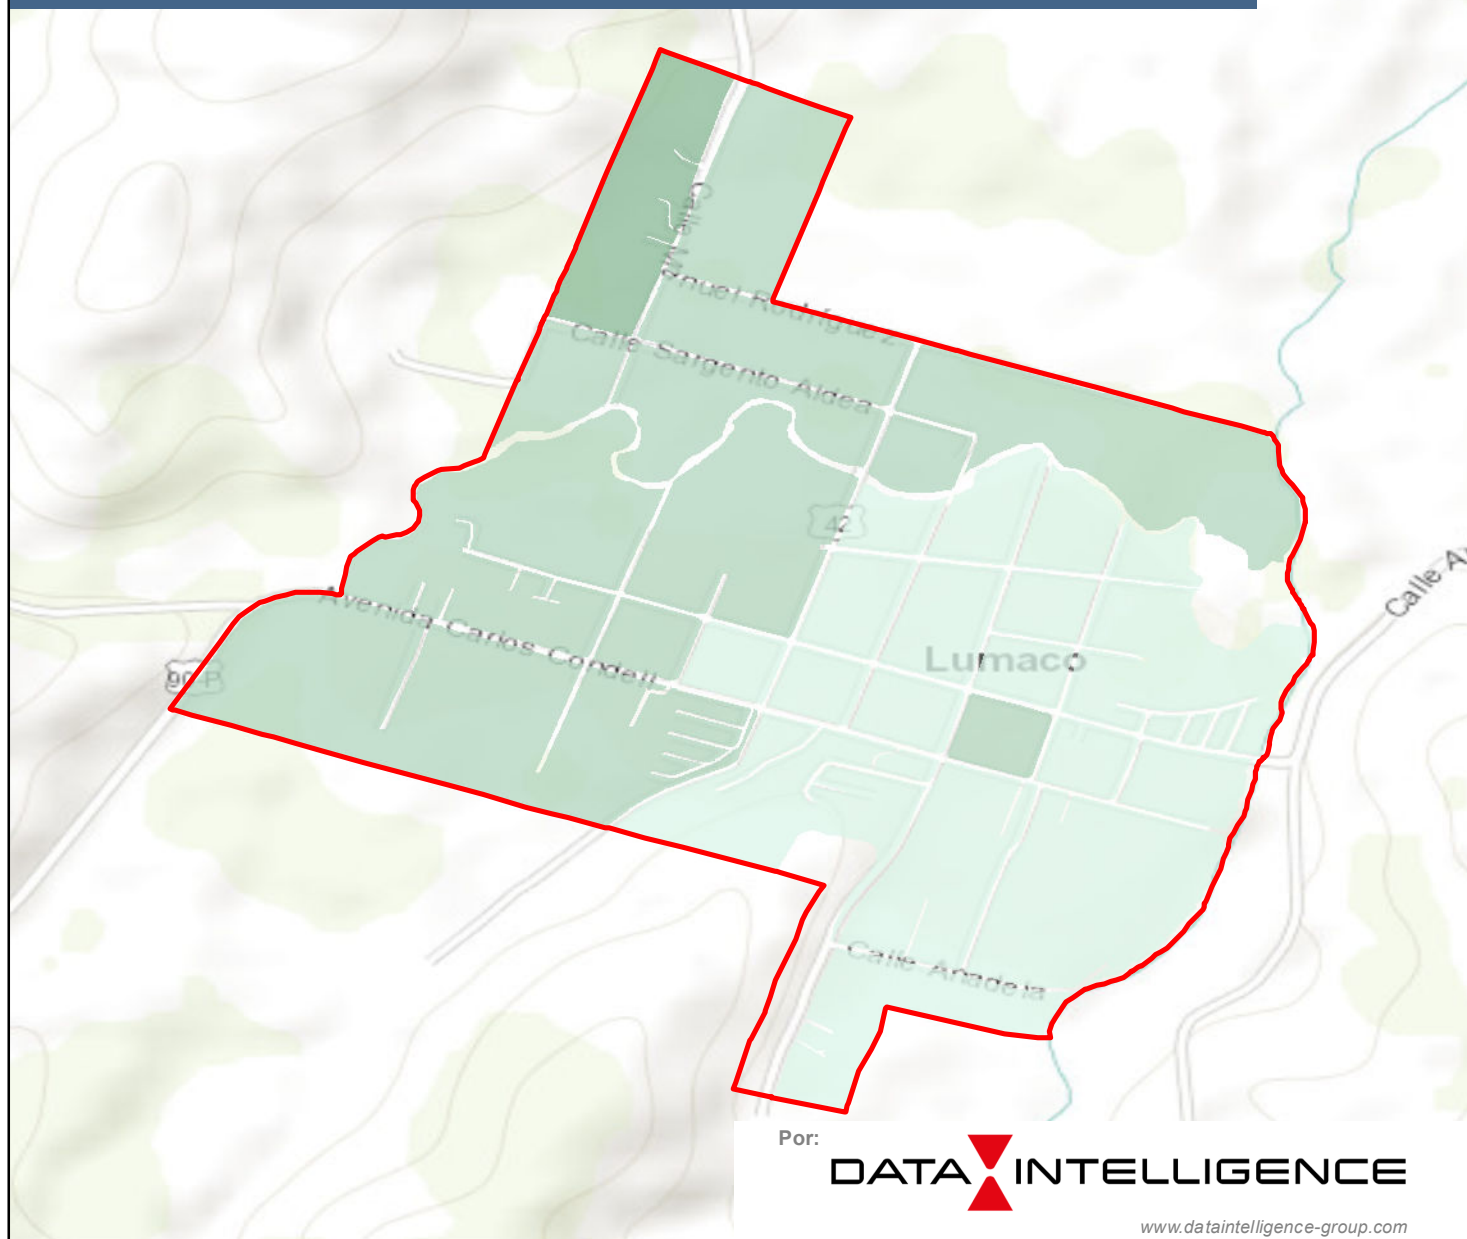 Calle Manuel Rodríguez
Calle Sargento Aldea
42
Calle A
Avenida Carlos Condell
Lumaco
90-P
Calle Anadela
Por:
DATA INTELLIGENCE
www.dataintelligence-group.com